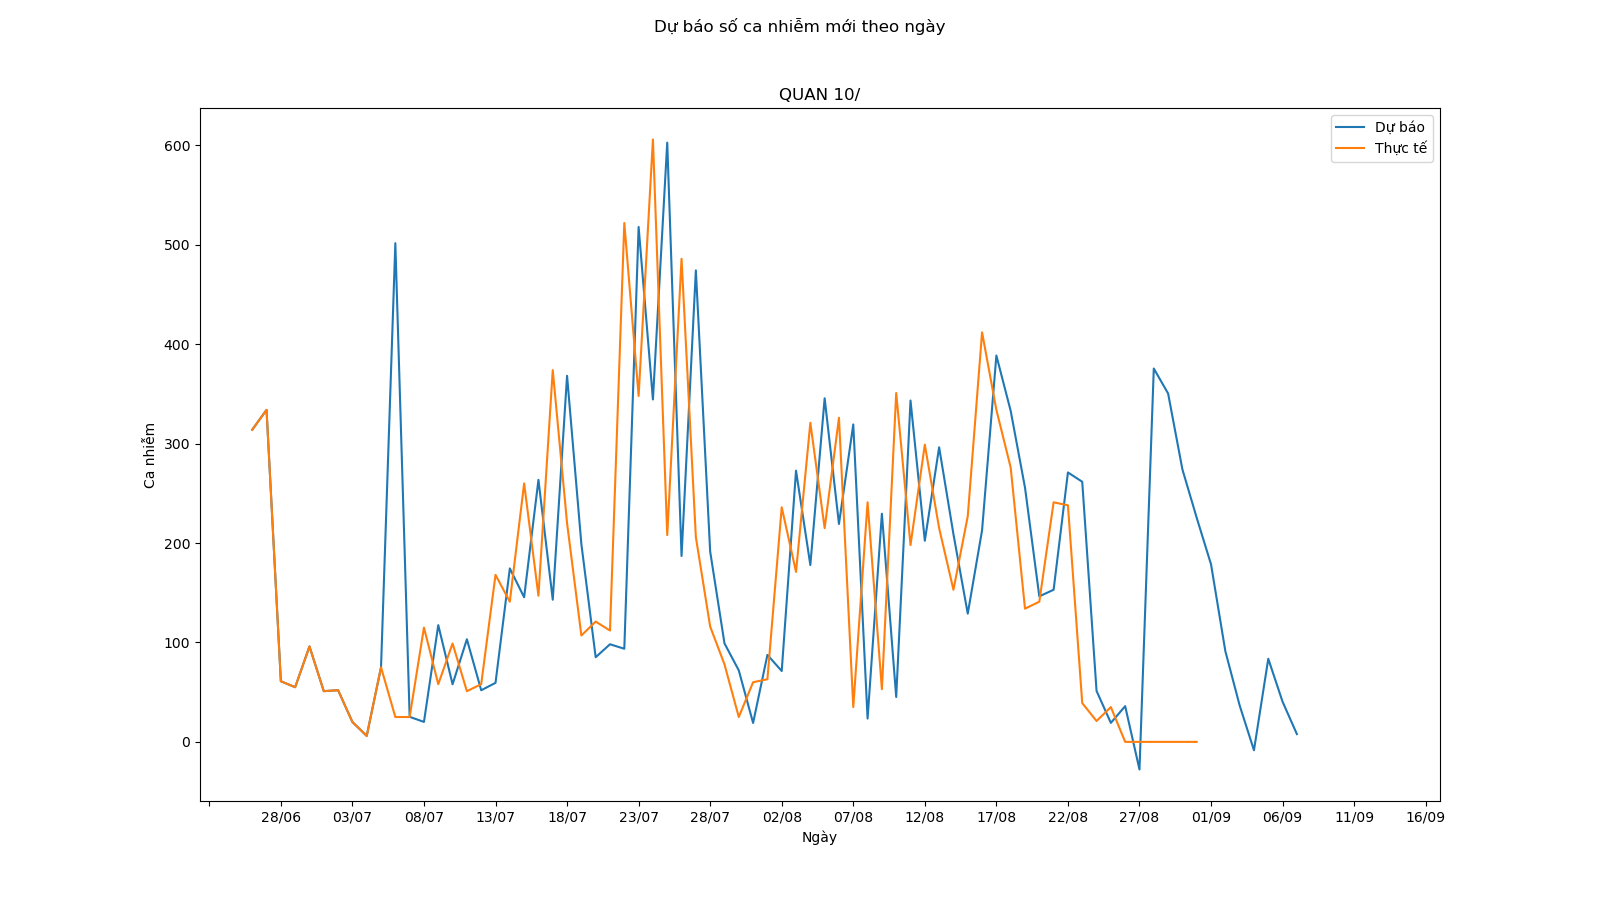 Dự báo số ca nhiễm mới theo ngày
QUAN 10/
Dự báo
Thực tế
600
500
400
300
200
100
0
Ca nhiễm
28/06 03/07 08/07 13/07 18/07 23/07 28/07 02/08 07/08 12/08 17/08 22/08 27/08 01/09 06/09 11/09 16/09
Ngày